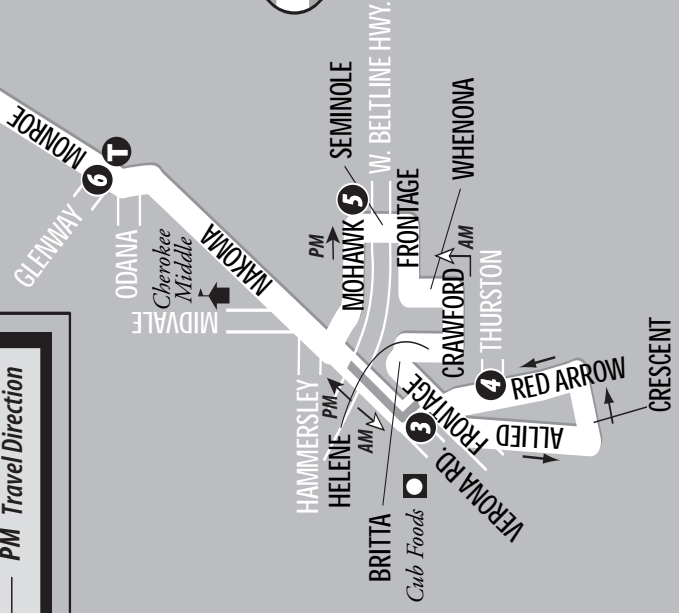 PM Travel Direction
MONROE
6
T
GLENWAY
ODANA
Cherokee
Middle
NAKOMA
MIDVALE
SEMINOLE
W. BELTLINE HWY.
5
PM
MOHAWK
FRONTAGE
WHENONA
AM
CRAWFORD
THURSTON
HAMMERSLEY
PM
HELENE
AM
3
FRONTAGE
4
RED ARROW
ALLIED
CRESCENT
VERONA RD.
BRITTA
Cub Foods